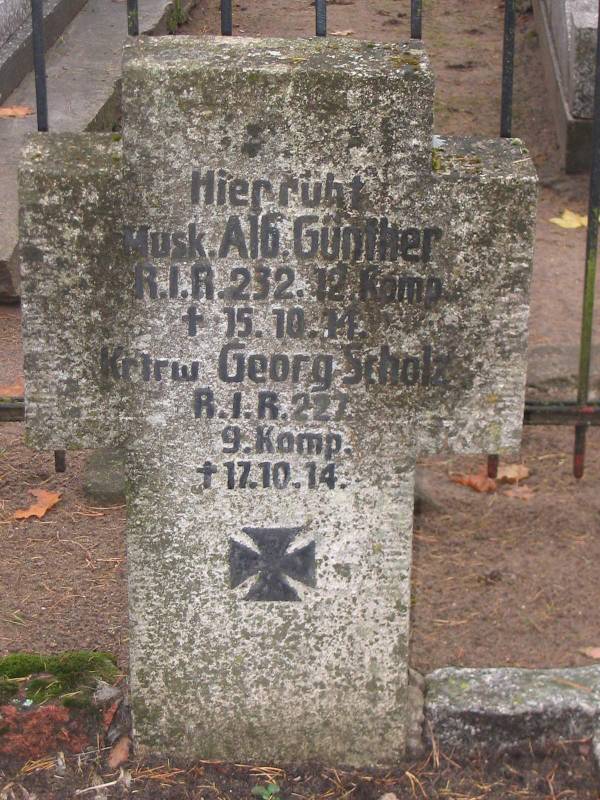 Hier ruht
Musk. Alb. Günther
R.I.R. 232. 12. Komp.
† 15.10.14.
Krtrw Georg Scholz
R.I.R. 227.
9. Komp.
† 17.10.14.